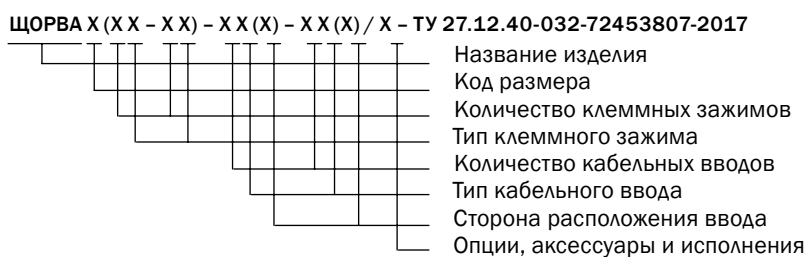 ЩОРВА X (X X – X X) – X X (X) – X X (X) / X – ТУ 27.12.40-032-72453807-2017
Название изделия
Код размера
Количество клеммных зажимов
Тип клеммного зажима
Количество кабельных вводов
Тип кабельного ввода
Сторона расположения ввода
Опции, аксессуары и исполнения